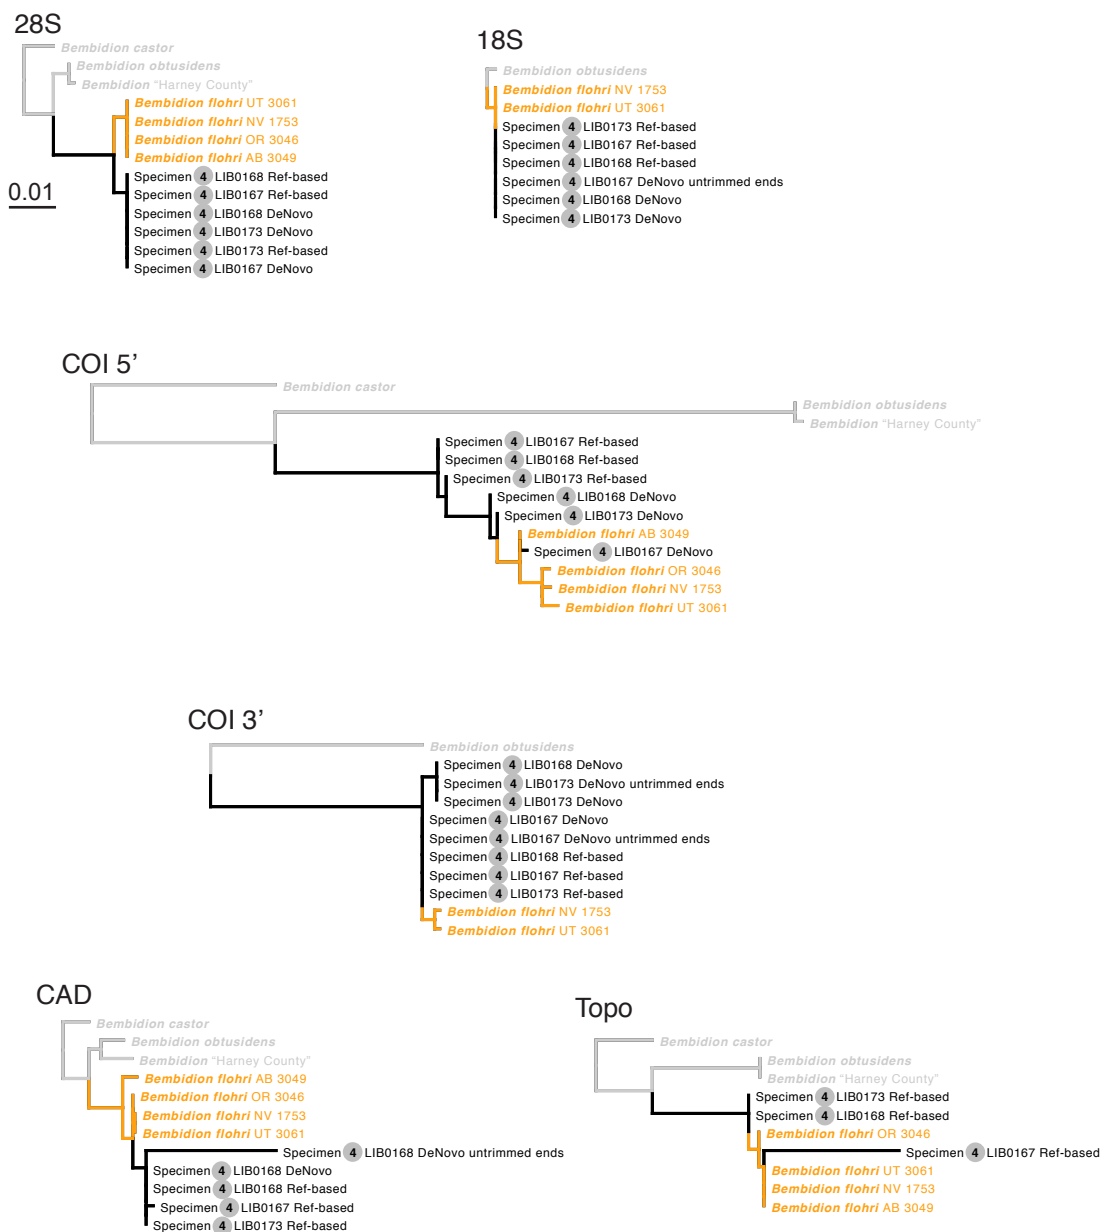 28S
Bembidion castor
Bembidion obtusidens
Bembidion “Harney County”
Bembidion flohri UT 3061
Bembidion flohri NV 1753
Bembidion flohri OR 3046
Bembidion flohri AB 3049
Specimen 4 LIB0168 Ref-based
Specimen 4 LIB0167 Ref-based
Specimen 4 LIB0168 DeNovo
Specimen 4 LIB0173 DeNovo
Specimen 4 LIB0173 Ref-based
Specimen 4 LIB0167 DeNovo
0.01
18S
Bembidion obtusidens
Bembidion flohri NV 1753
Bembidion flohri UT 3061
Specimen 4 LIB0173 Ref-based
Specimen 4 LIB0167 Ref-based
Specimen 4 LIB0168 Ref-based
Specimen 4 LIB0167 DeNovo untrimmed ends
Specimen 4 LIB0168 DeNovo
Specimen 4 LIB0173 DeNovo
COI 5’
Bembidion castor
Bembidion obtusidens
Bembidion “Harney County”
Specimen 4 LIB0167 Ref-based
Specimen 4 LIB0168 Ref-based
Specimen 4 LIB0173 Ref-based
Specimen 4 LIB0168 DeNovo
Specimen 4 LIB0173 DeNovo
Bembidion flohri AB 3049
Specimen 4 LIB0167 DeNovo
Bembidion flohri OR 3046
Bembidion flohri NV 1753
Bembidion flohri UT 3061
COI 3’
Bembidion obtusidens
Specimen 4 LIB0168 DeNovo
Specimen 4 LIB0173 DeNovo untrimmed ends
Specimen 4 LIB0173 DeNovo
Specimen 4 LIB0167 DeNovo
Specimen 4 LIB0167 DeNovo untrimmed ends
Specimen 4 LIB0168 Ref-based
Specimen 4 LIB0167 Ref-based
Specimen 4 LIB0173 Ref-based
Bembidion flohri NV 1753
Bembidion flohri UT 3061
CAD
Bembidion castor
Bembidion obtusidens
Bembidion “Harney County”
Bembidion flohri AB 3049
Bembidion flohri OR 3046
Bembidion flohri NV 1753
Bembidion flohri UT 3061
Specimen 4 LIB0168 DeNovo untrimmed ends
Specimen 4 LIB0168 DeNovo
Specimen 4 LIB0168 Ref-based
Specimen 4 LIB0167 Ref-based
Specimen 4 LIB0173 Ref-based
Topo
Bembidion castor
Bembidion obtusidens
Bembidion “Harney County”
Specimen 4 LIB0173 Ref-based
Specimen 4 LIB0168 Ref-based
Bembidion flohri OR 3046
Specimen 4 LIB0167 Ref-based
Bembidion flohri UT 3061
Bembidion flohri NV 1753
Bembidion flohri AB 3049